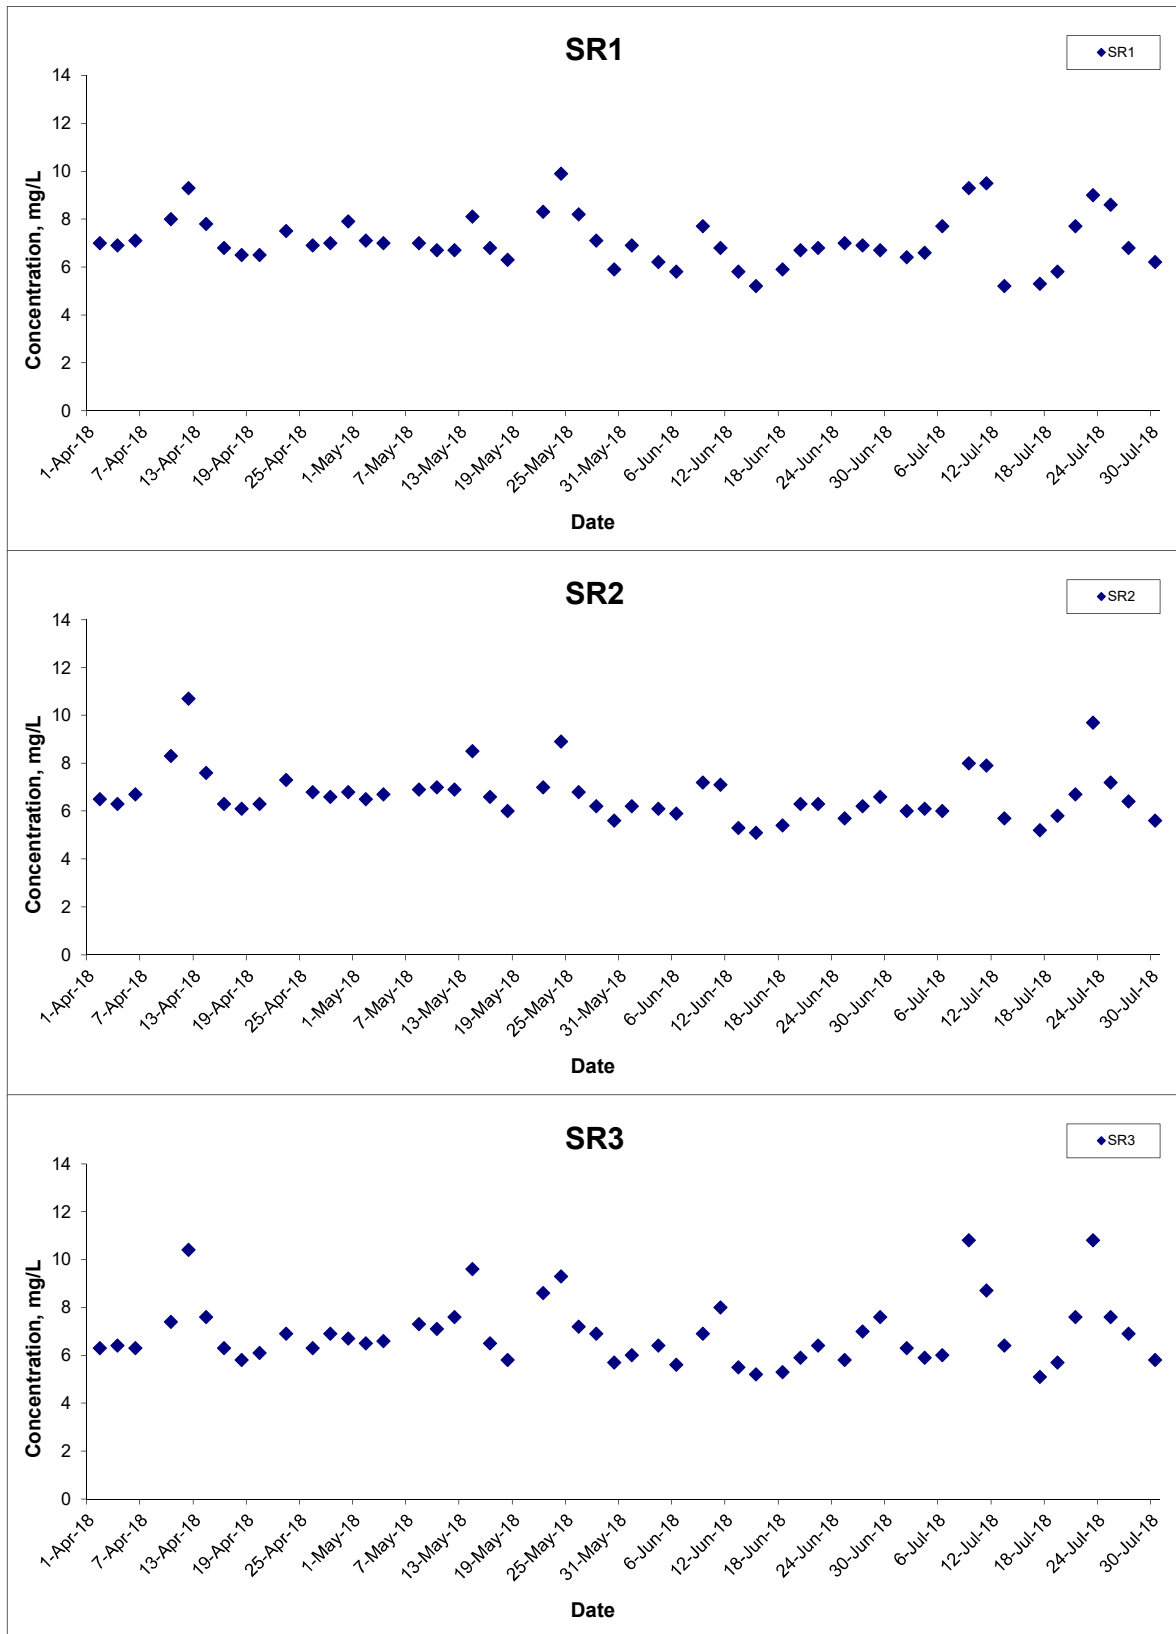 SR1
SR1
Concentration, mg/L
14
12
10
8
6
4
2
0
1-Apr-18
7-Apr-18
13-Apr-18
19-Apr-18
25-Apr-18
1-May-18
7-May-18
13-May-18
19-May-18
25-May-18
31-May-18
6-Jun-18
12-Jun-18
18-Jun-18
24-Jun-18
30-Jun-18
6-Jul-18
12-Jul-18
18-Jul-18
24-Jul-18
30-Jul-18
Date
SR2
SR2
Concentration, mg/L
14
12
10
8
6
4
2
0
1-Apr-18
7-Apr-18
13-Apr-18
19-Apr-18
25-Apr-18
1-May-18
7-May-18
13-May-18
19-May-18
25-May-18
31-May-18
6-Jun-18
12-Jun-18
18-Jun-18
24-Jun-18
30-Jun-18
6-Jul-18
12-Jul-18
18-Jul-18
24-Jul-18
30-Jul-18
Date
SR3
SR3
Concentration, mg/L
14
12
10
8
6
4
2
0
1-Apr-18
7-Apr-18
13-Apr-18
19-Apr-18
25-Apr-18
1-May-18
7-May-18
13-May-18
19-May-18
25-May-18
31-May-18
6-Jun-18
12-Jun-18
18-Jun-18
24-Jun-18
30-Jun-18
6-Jul-18
12-Jul-18
18-Jul-18
24-Jul-18
30-Jul-18
Date